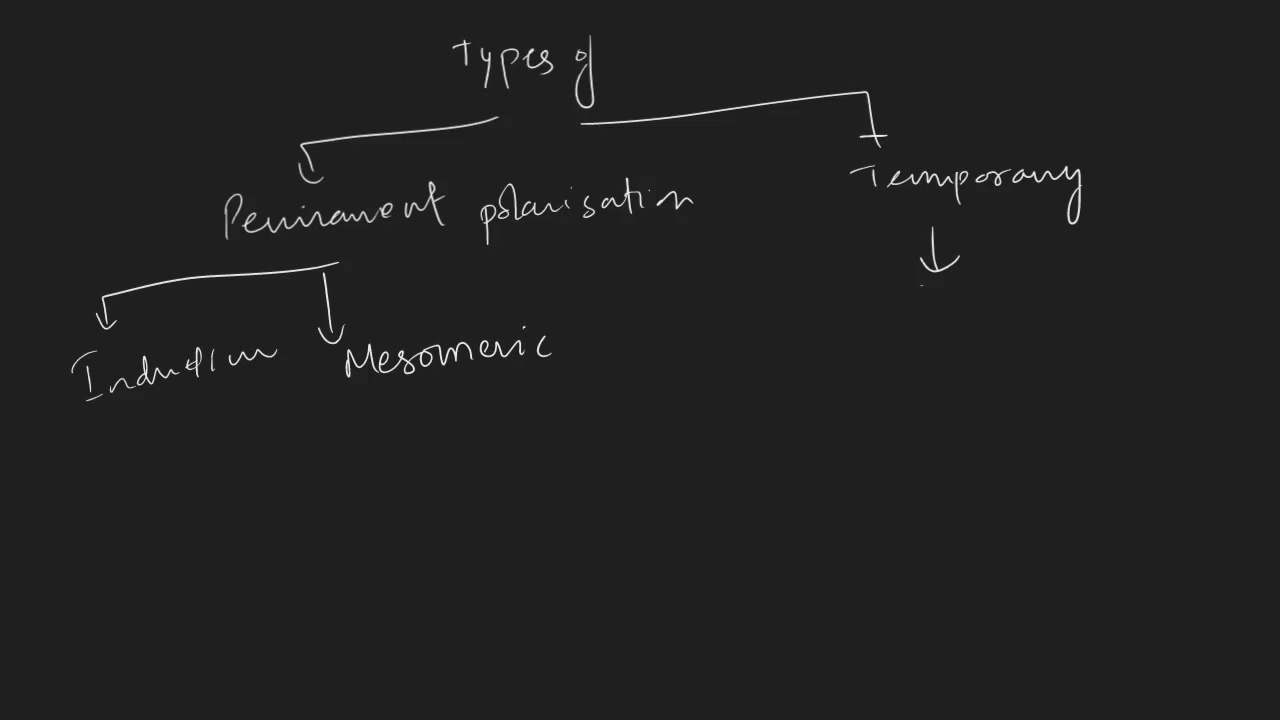 Types of
Permanent polarisation
Temporary
Induction
Mesomeric